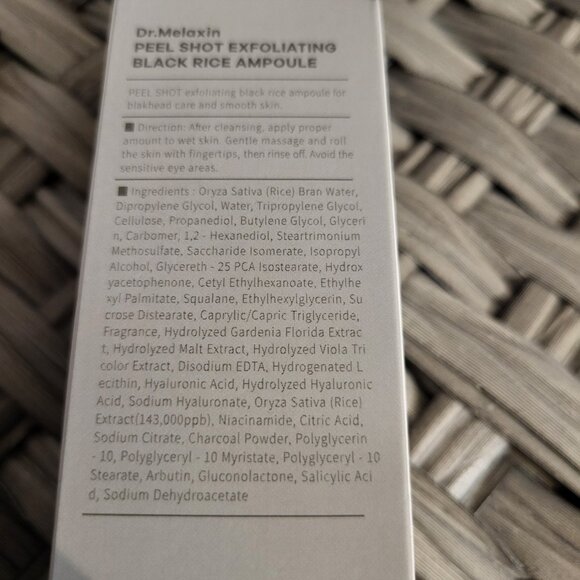 Dr.Melaxin
PEEL SHOT EXFOLIATING
BLACK RICE AMPOULE
PEEL SHOT exfoliating black rice ampoule for
blakhead care and smooth skin.
■ Direction: After cleansing, apply proper
amount to wet skin. Gentle massage and roll
the skin with fingertips, then rinse off. Avoid the
sensitive eye areas.
■ Ingredients : Oryza Sativa (Rice) Bran Water,
Dipropylene Glycol, Water, Tripropylene Glycol,
Cellulose, Propanediol, Butylene Glycol, Glyceri
n, Carbomer, 1,2 - Hexanediol, Steartrimonium
Methosulfate, Saccharide Isomerate, Isopropyl
Alcohol, Glycereth - 25 PCA Isostearate, Hydrox
yacetophenone, Cetyl Ethylhexanoate, Ethylhe
xyl Palmitate, Squalane, Ethylhexylglycerin, Su
crose Distearate, Caprylic/Capric Triglyceride,
Fragrance, Hydrolyzed Gardenia Florida Extrac
t, Hydrolyzed Malt Extract, Hydrolyzed Viola Tri
color Extract, Disodium EDTA, Hydrogenated L
ecithin, Hyaluronic Acid, Hydrolyzed Hyaluronic
Acid, Sodium Hyaluronate, Oryza Sativa (Rice)
Extract(143,000ppb), Niacinamide, Citric Acid,
Sodium Citrate, Charcoal Powder, Polyglycerin
- 10, Polyglyceryl - 10 Myristate, Polyglyceryl - 10
Stearate, Arbutin, Gluconolactone, Salicylic Aci
d, Sodium Dehydroacetate